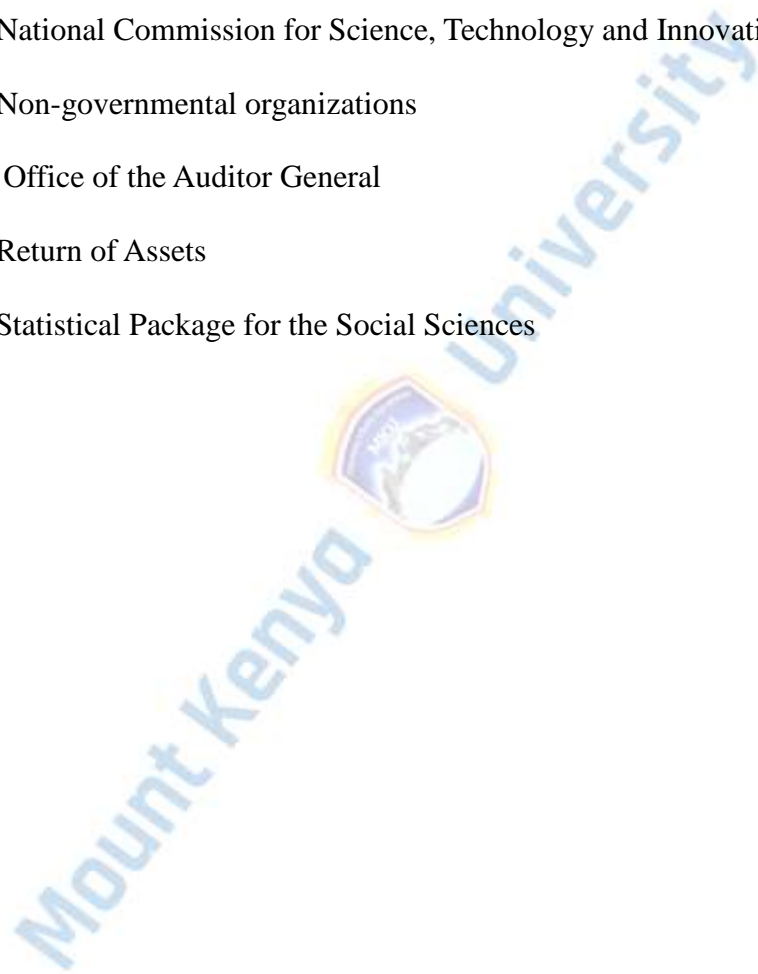 National Commission for Science, Technology and Innovati
Non-governmental organizations
Office of the Auditor General
Return of Assets
Statistical Package for the Social Sciences
Mount Kenya University